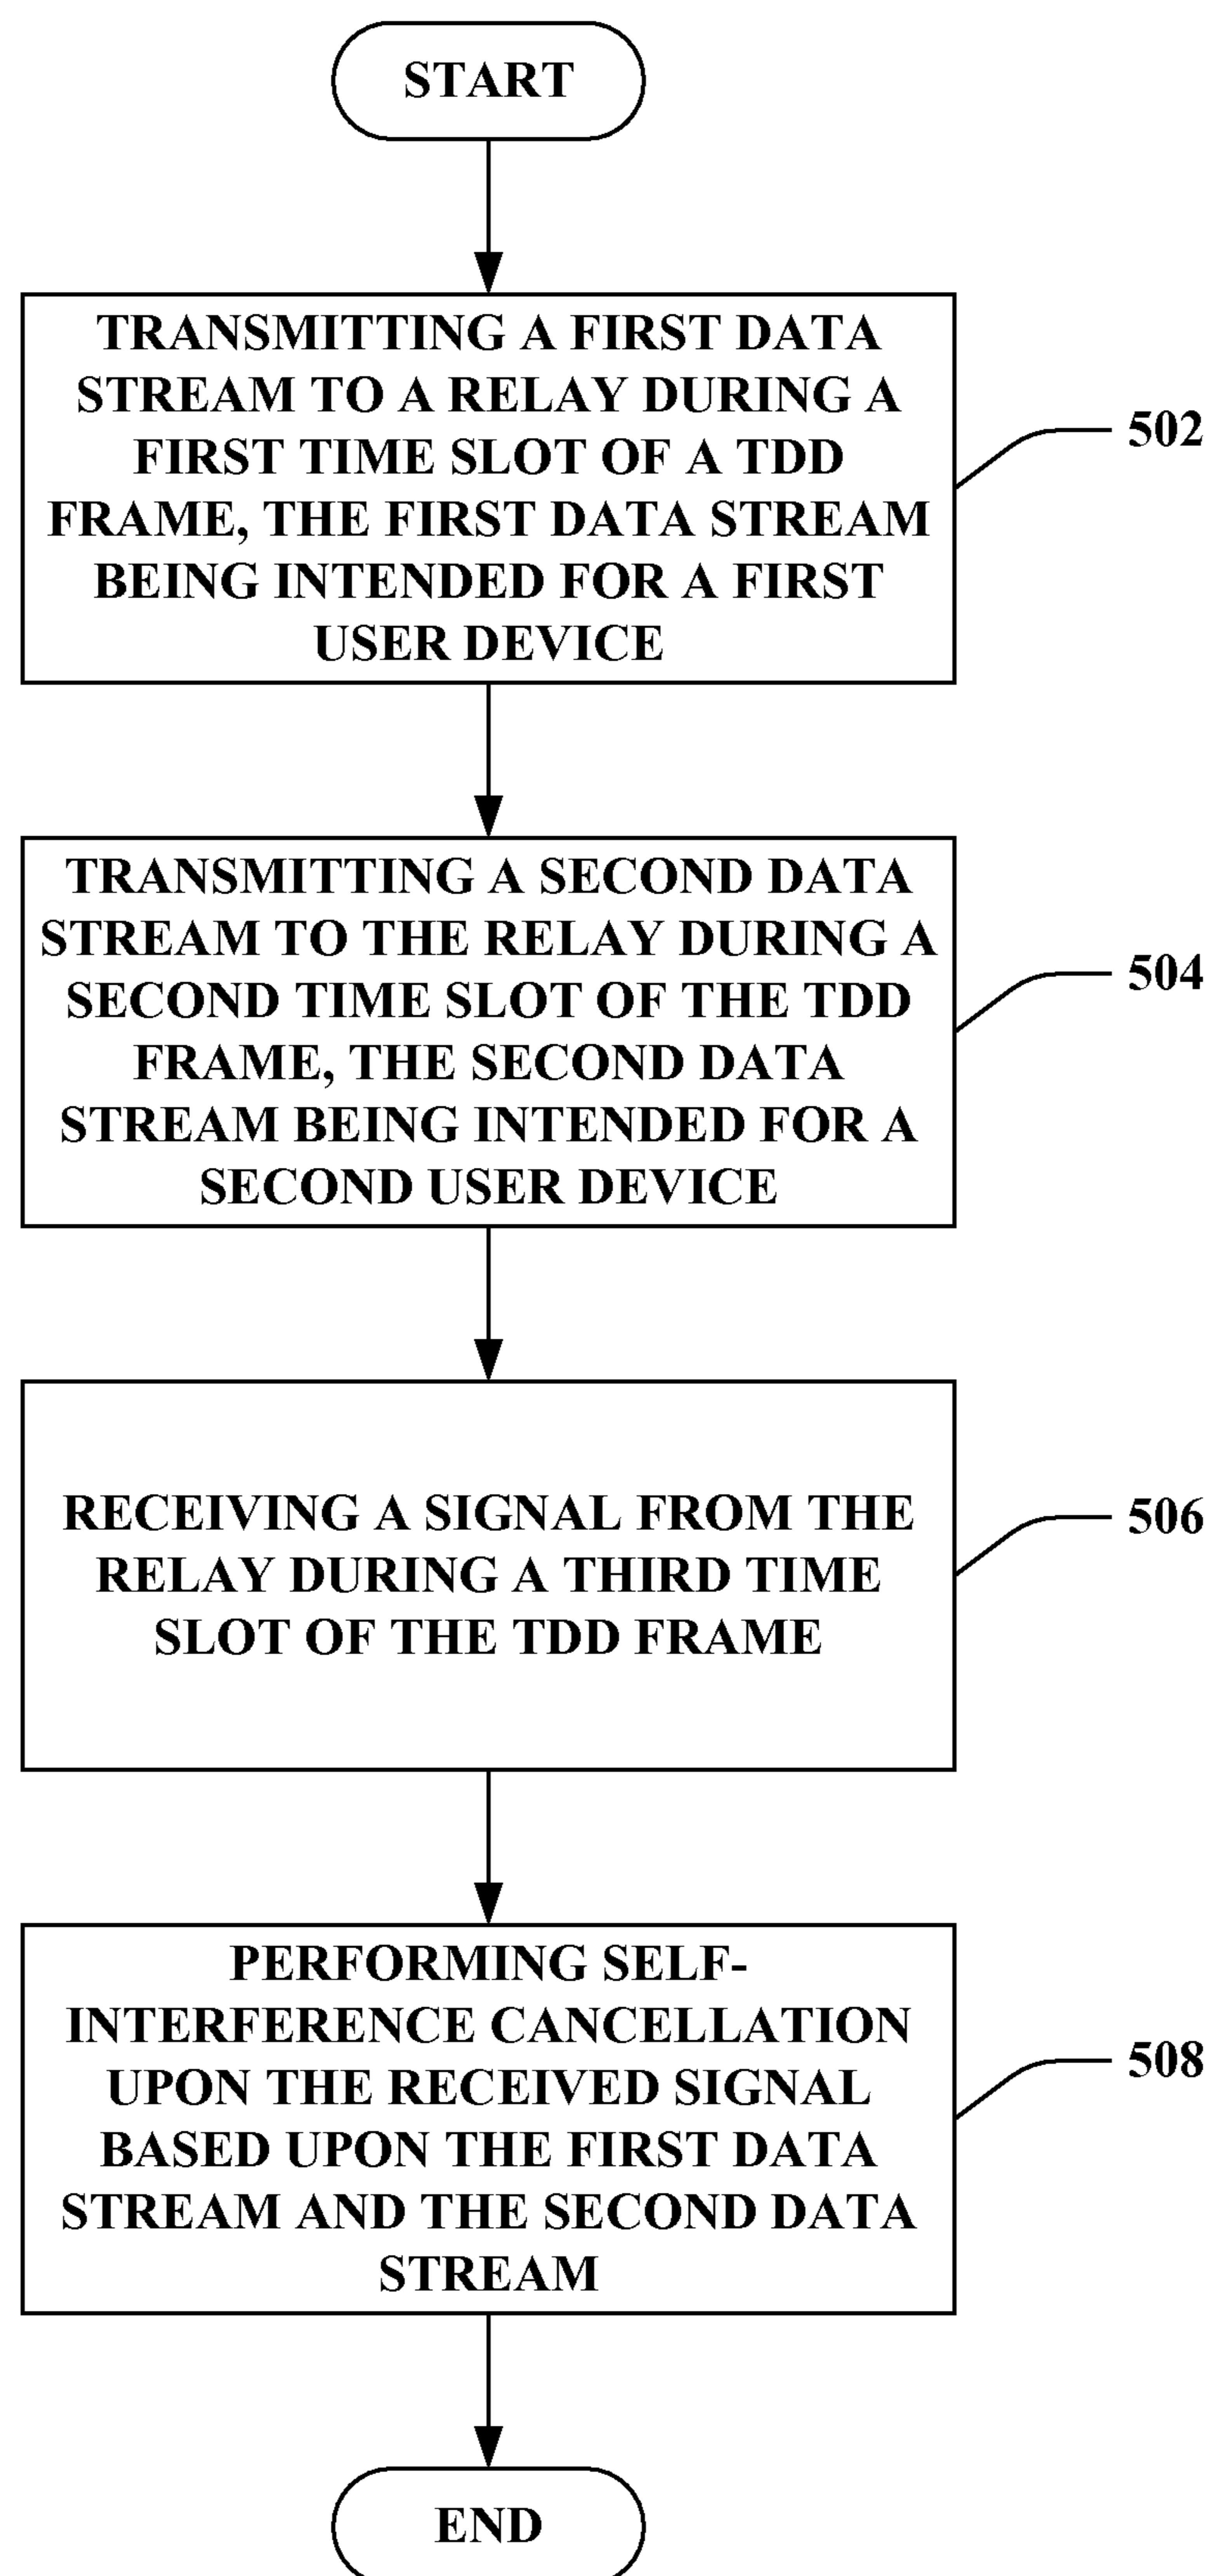 START
TRANSMITTING A FIRST DATA
STREAM TO A RELAY DURING A
FIRST TIME SLOT OF A TDD
FRAME, THE FIRST DATA STREAM
BEING INTENDED FOR A FIRST
USER DEVICE
502
TRANSMITTING A SECOND DATA
STREAM TO THE RELAY DURING A
SECOND TIME SLOT OF THE TDD
FRAME, THE SECOND DATA
STREAM BEING INTENDED FOR A
SECOND USER DEVICE
504
RECEIVING A SIGNAL FROM THE
RELAY DURING A THIRD TIME
SLOT OF THE TDD FRAME
506
PERFORMING SELF-
INTERFERENCE CANCELLATION
UPON THE RECEIVED SIGNAL
BASED UPON THE FIRST DATA
STREAM AND THE SECOND DATA
STREAM
508
END